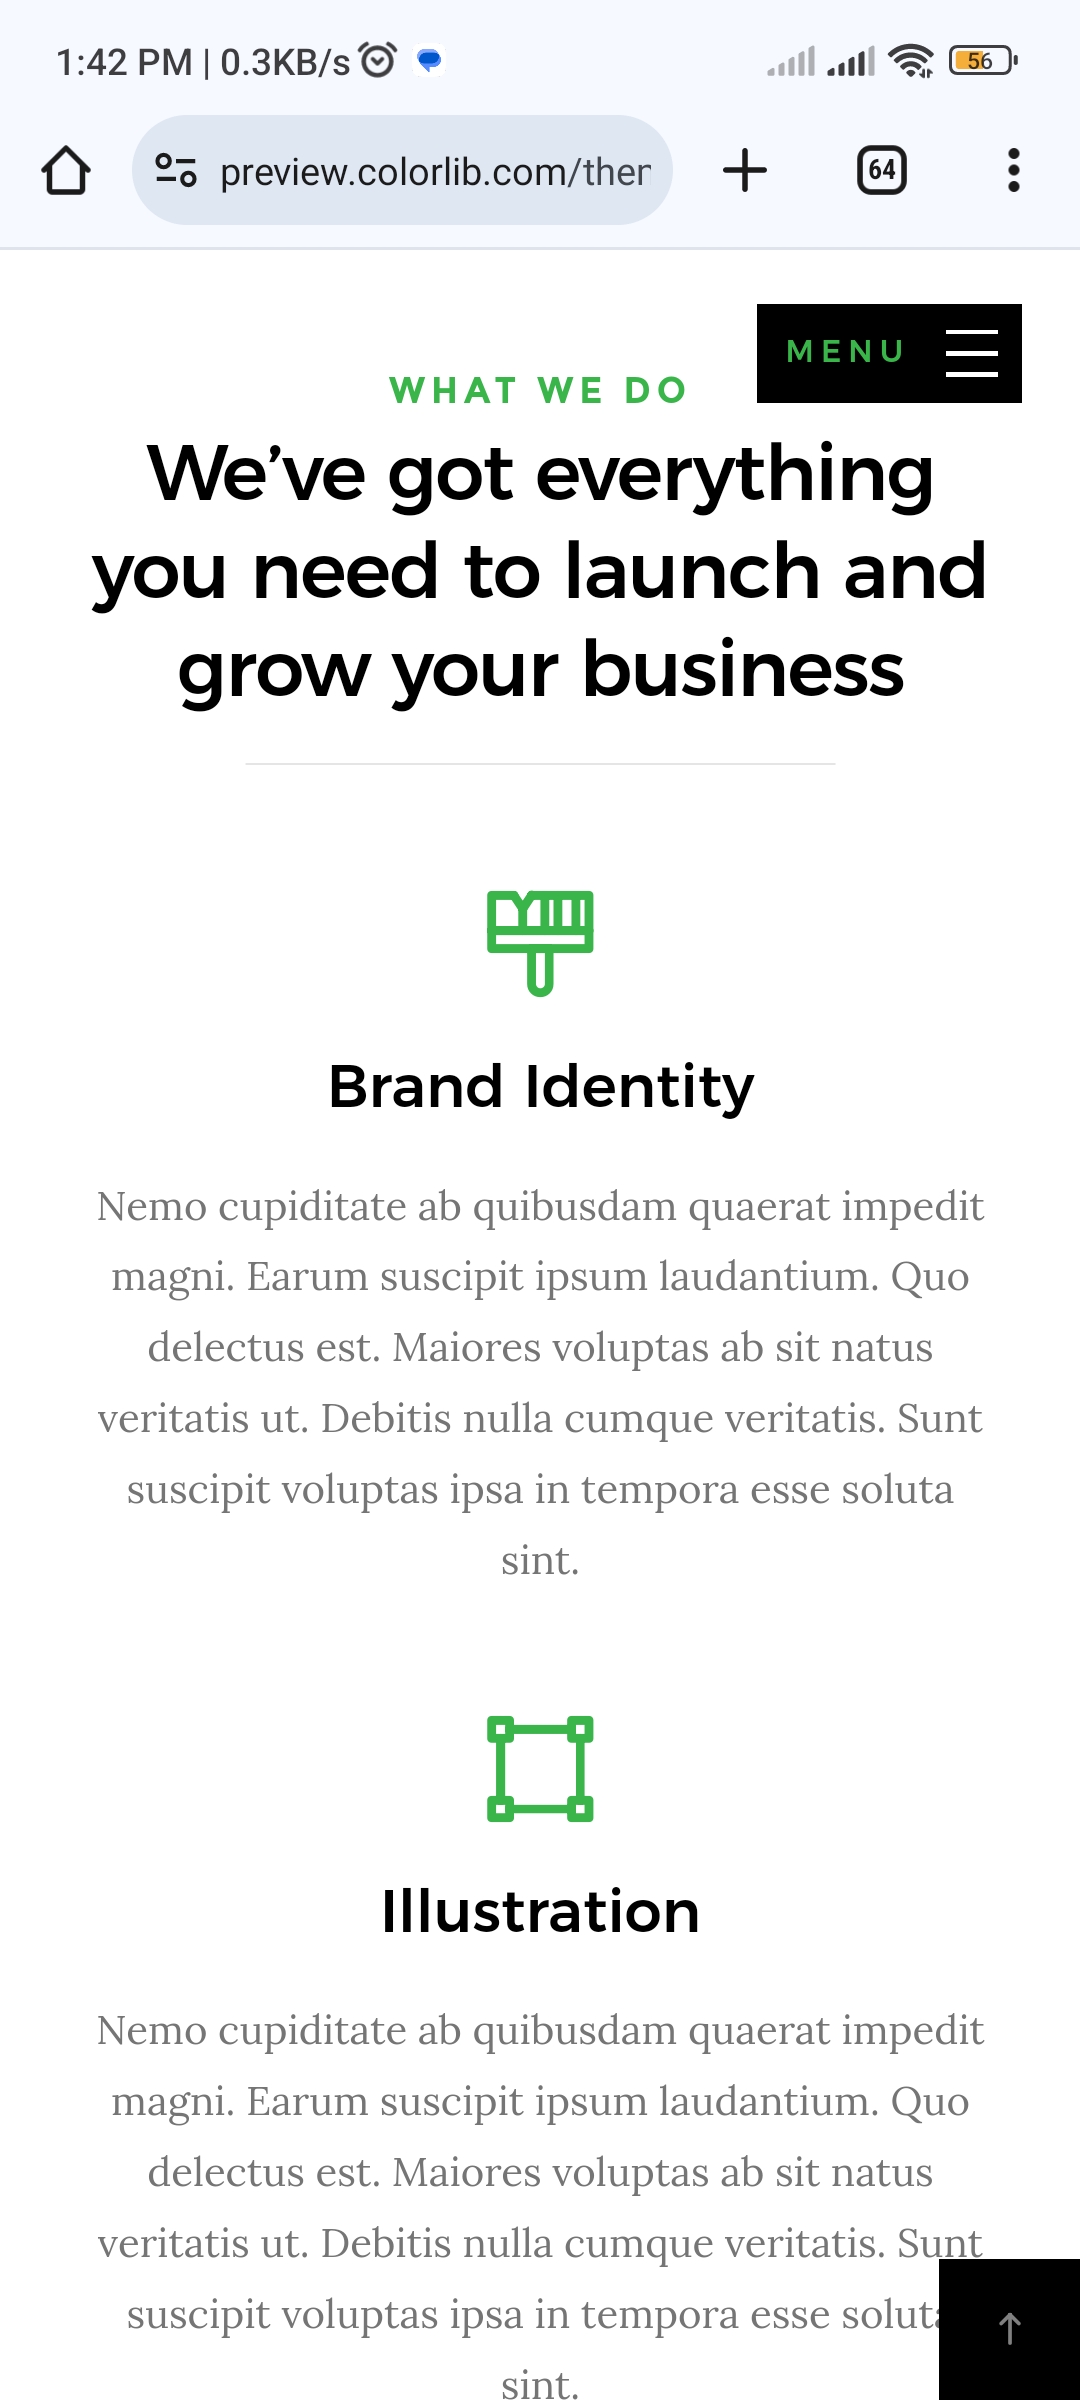 1:42 PM | 0.3KB/s
56
preview.colorlib.com/then
64
MENU
WHAT WE DO
We’ve got everything
you need to launch and
grow your business
Brand Identity
Nemo cupiditate ab quibusdam quaerat impedit
magni. Earum suscipit ipsum laudantium. Quo
delectus est. Maiores voluptas ab sit natus
veritatis ut. Debitis nulla cumque veritatis. Sunt
suscipit voluptas ipsa in tempora esse soluta
sint.
Illustration
Nemo cupiditate ab quibusdam quaerat impedit
magni. Earum suscipit ipsum laudantium. Quo
delectus est. Maiores voluptas ab sit natus
veritatis ut. Debitis nulla cumque veritatis. Sunt
suscipit voluptas ipsa in tempora esse soluta
sint.